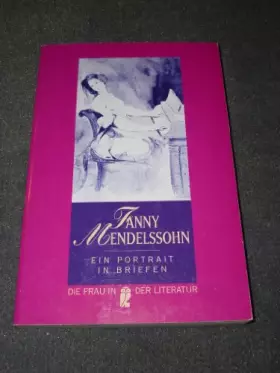 FANNY
MENDELSSOHN
EIN PORTRAIT
IN BRIEFEN
DIE FRAU IN DER LITERATUR